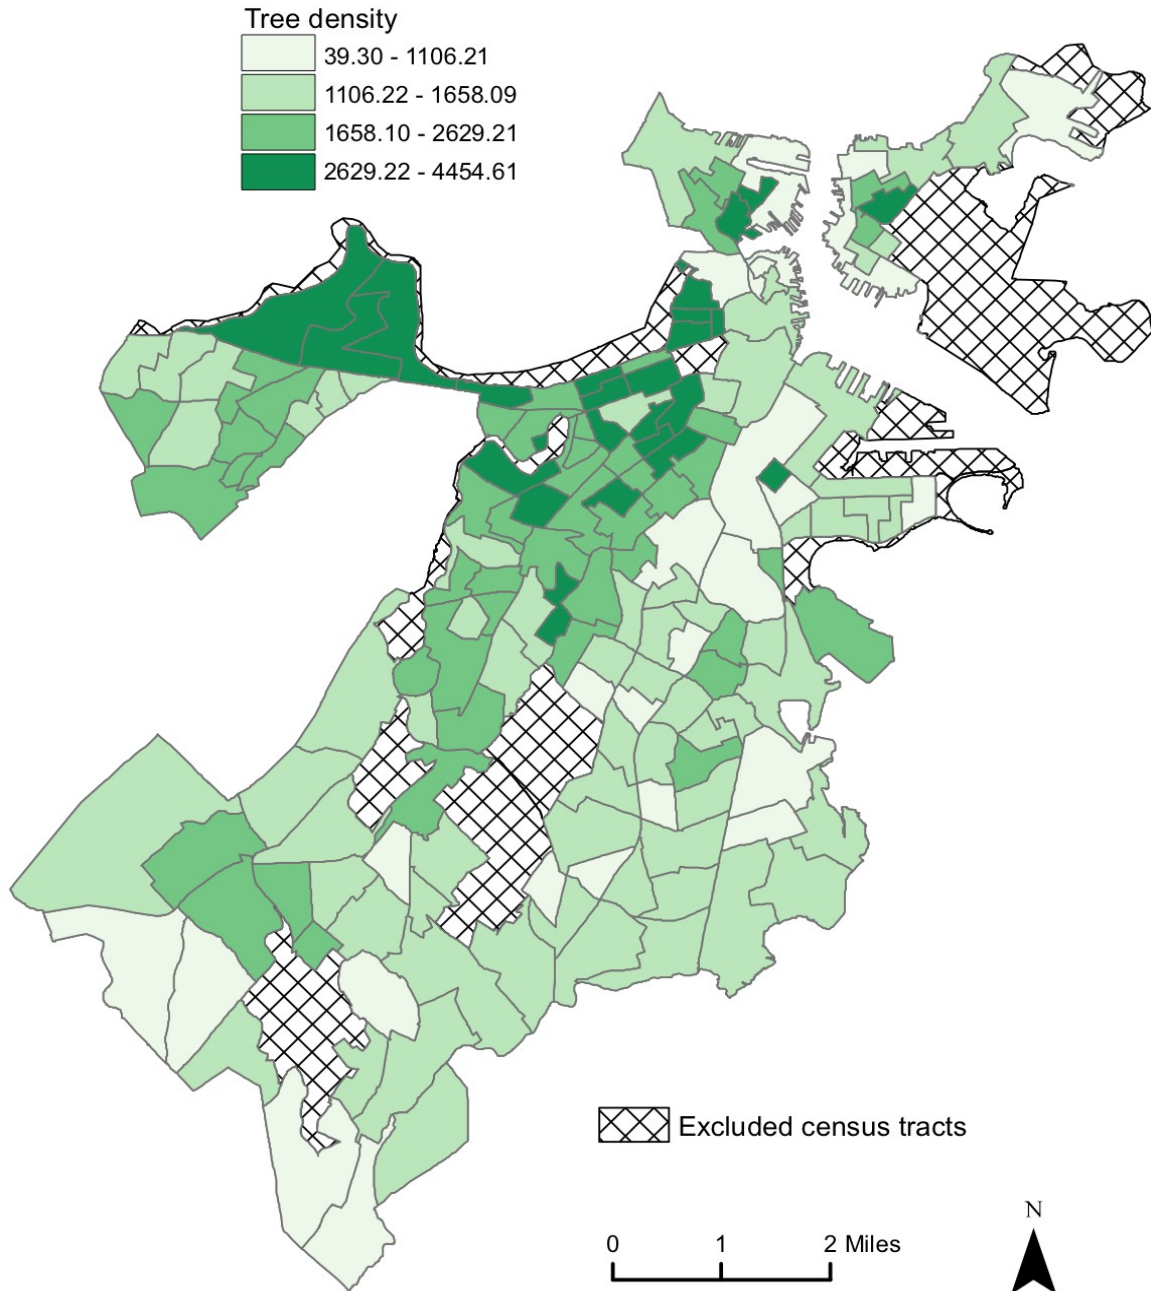 Tree density
39.30 - 1106.21
1106.22 - 1658.09
1658.10 - 2629.21
2629.22 - 4454.61
Excluded census tracts
N
0 1 2 Miles